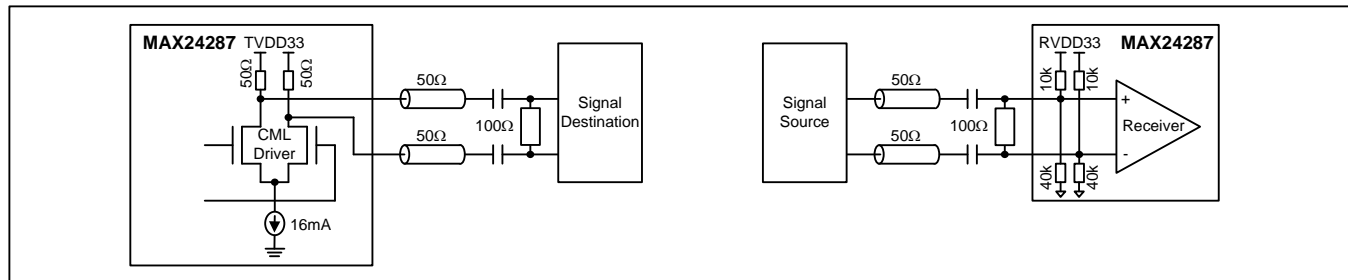 MAX24287
TVDD33
50Ω
50Ω
CML
Driver
16mA
50Ω
50Ω
100Ω
Signal
Destination
Signal
Source
50Ω
50Ω
100Ω
RVDD33
MAX24287
10k
10k
40k
40k
+
Receiver
-